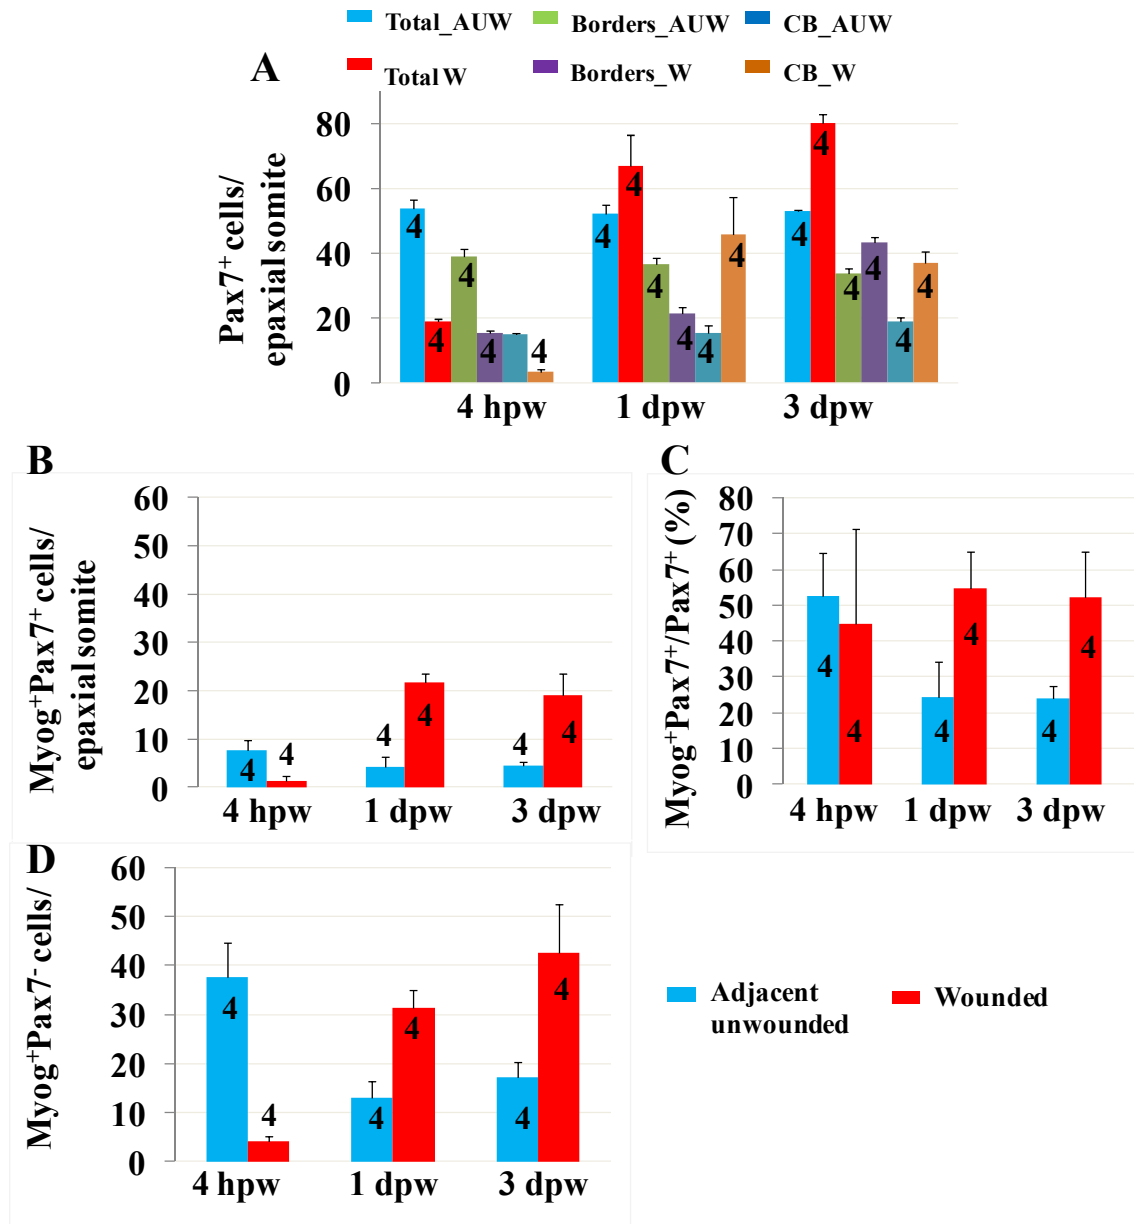 Total_AUW Borders_AUW CB_AUW
A Total W Borders_W CB_W
Pax7⁺ cells/
epaxial somite
80
60
40
20
0
4 4 4 4 4
4 4 4 4 4 4
4 4 4 4 4 4
4 hpw 1 dpw 3 dpw
B
Myog⁺Pax7⁺ cells/
epaxial somite
60
50
40
30
20
10
0
4 4 4 4 4 4
4 hpw 1 dpw 3 dpw
C
Myog⁺Pax7⁺/Pax7⁺ (%)
80
70
60
50
40
30
20
10
0
4 4 4 4 4 4
4 hpw 1 dpw 3 dpw
D
Myog⁺Pax7⁻ cells/
60
50
40
30
20
10
0
4 4 4 4 4 4
4 hpw 1 dpw 3 dpw
Adjacent
unwounded
Wounded